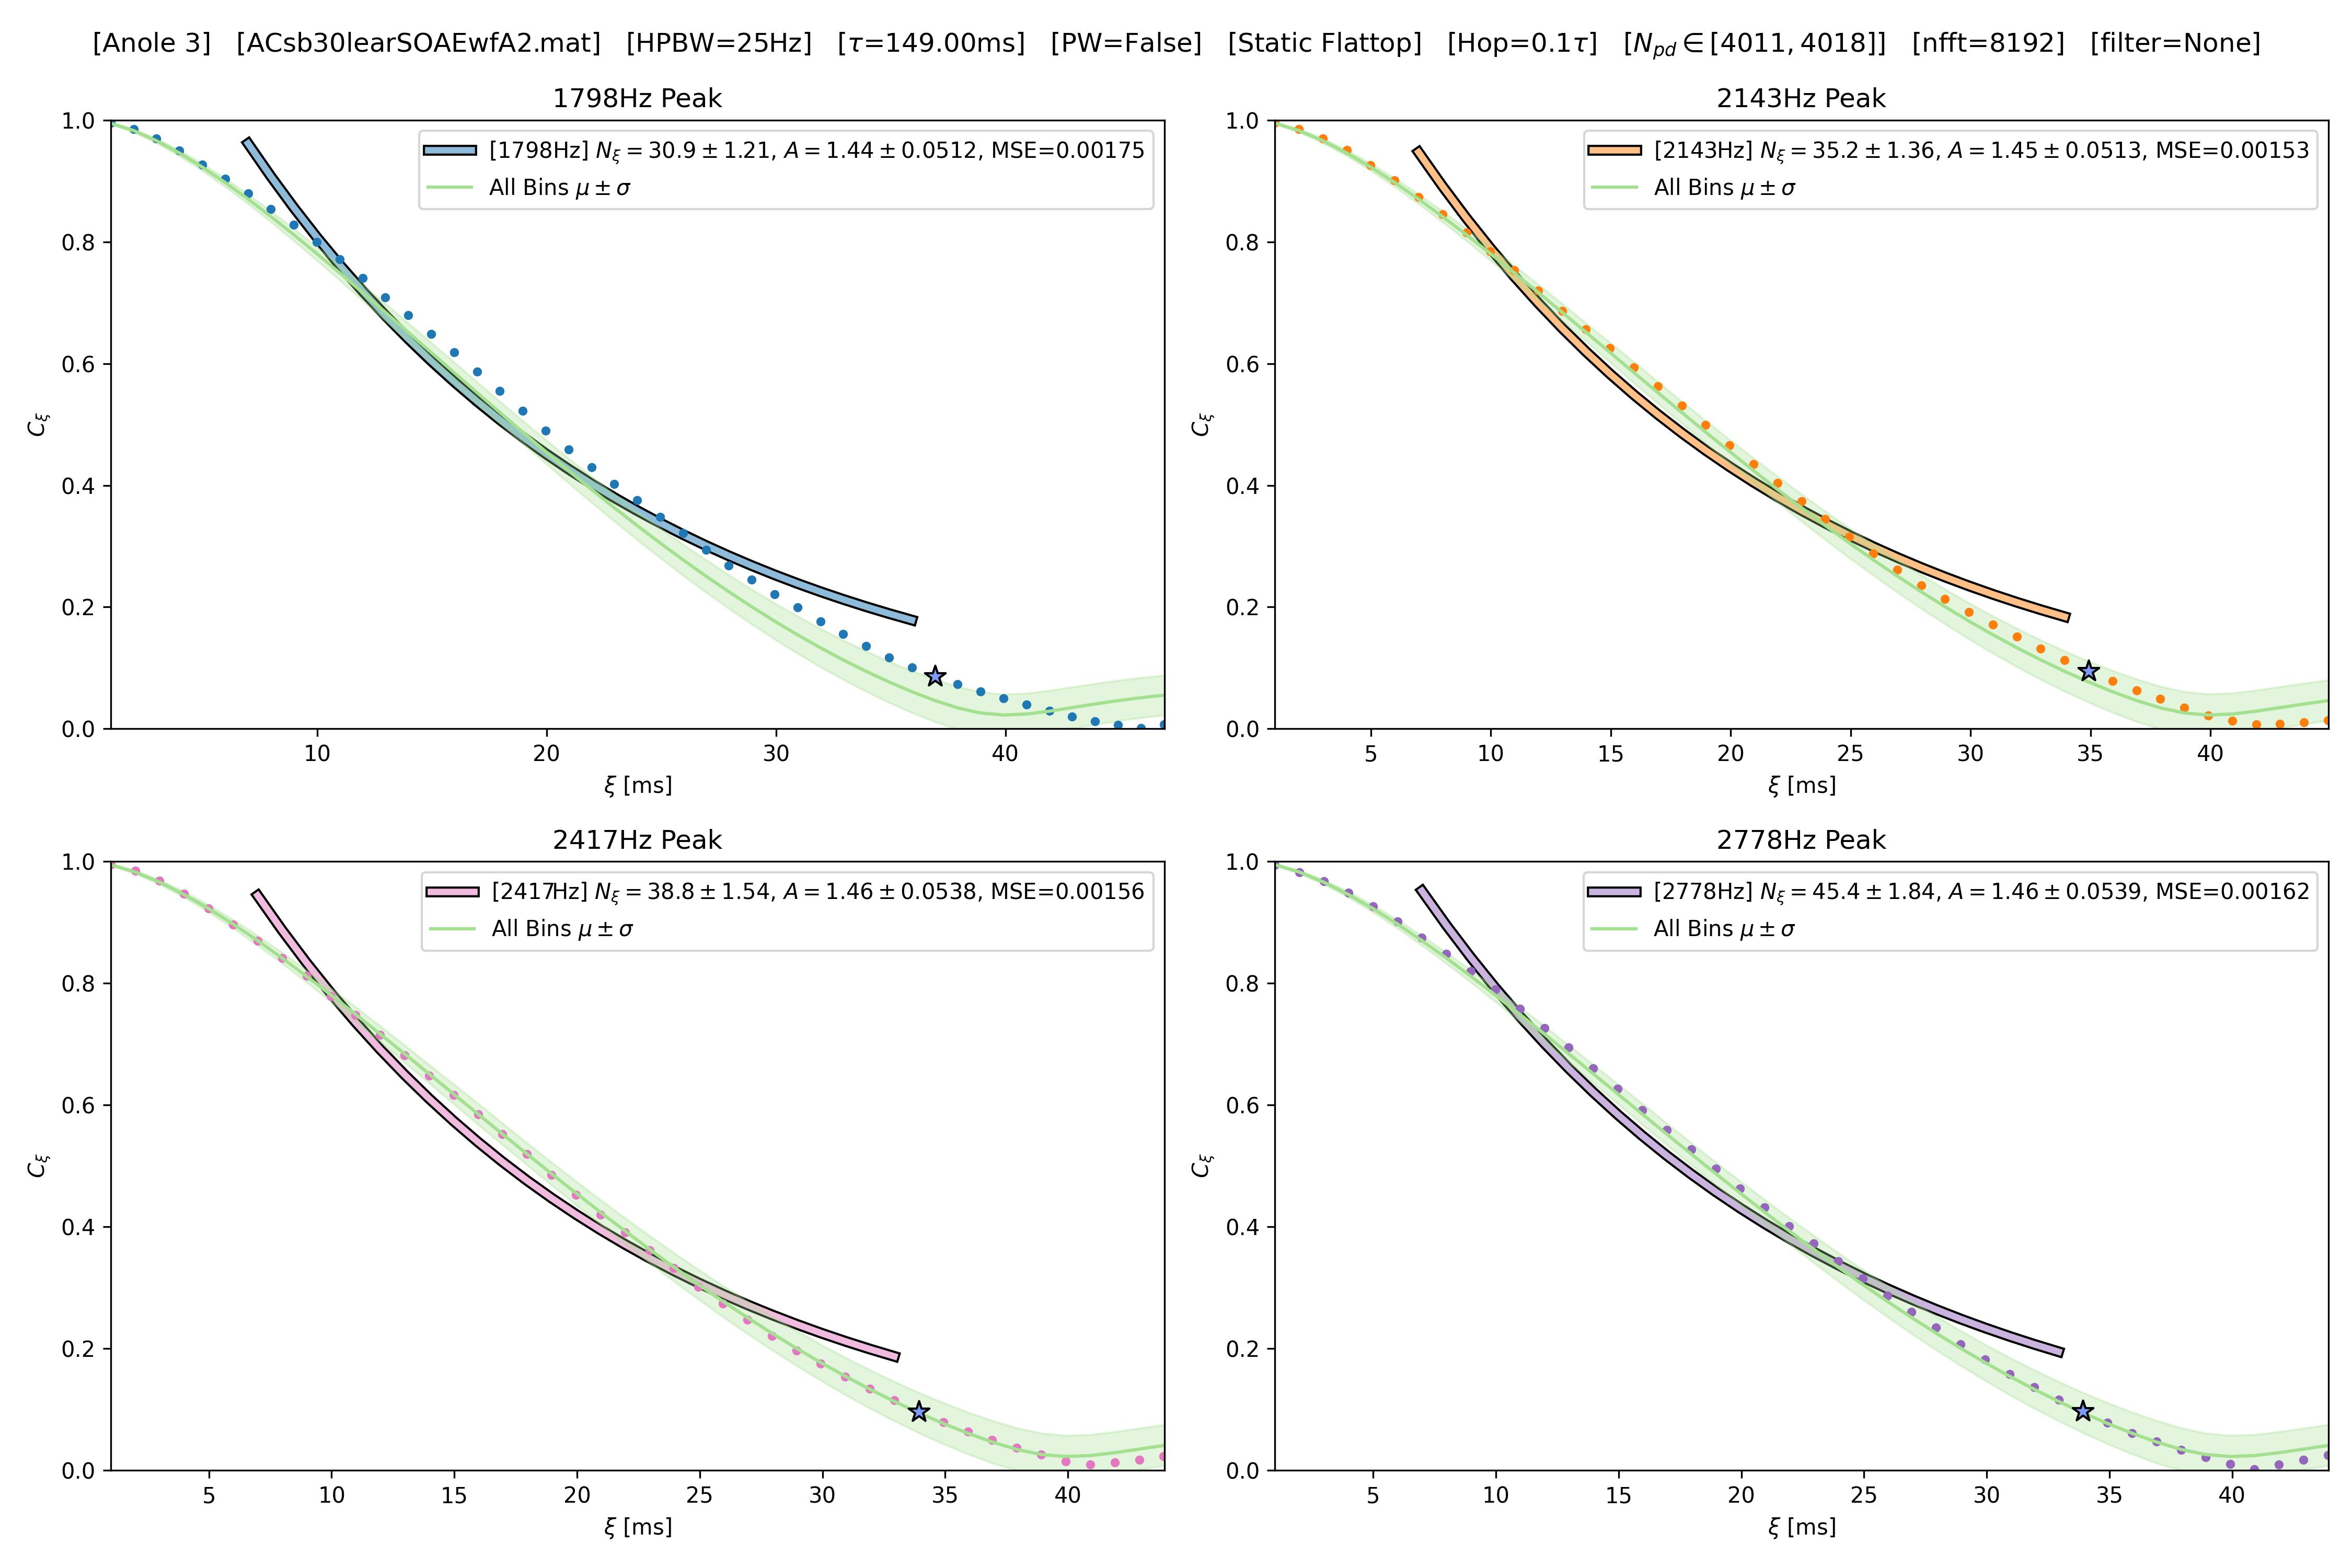 [Anole 3] [ACsb30learSOAEwfA2.mat] [HPBW=25Hz] [τ=149.00ms] [PW=False] [Static Flattop] [Hop=0.1τ] [N_pd ∈ [4011, 4018]] [nfft=8192] [filter=None]
1798Hz Peak
[1798Hz] N_ξ = 30.9 ± 1.21, A = 1.44 ± 0.0512, MSE=0.00175
All Bins μ ± σ
1.0
0.8
0.6
0.4
0.2
0.0
C_ξ
10 20 30 40
ξ [ms]
2143Hz Peak
[2143Hz] N_ξ = 35.2 ± 1.36, A = 1.45 ± 0.0513, MSE=0.00153
All Bins μ ± σ
1.0
0.8
0.6
0.4
0.2
0.0
C_ξ
5 10 15 20 25 30 35 40
ξ [ms]
2417Hz Peak
[2417Hz] N_ξ = 38.8 ± 1.54, A = 1.46 ± 0.0538, MSE=0.00156
All Bins μ ± σ
1.0
0.8
0.6
0.4
0.2
0.0
C_ξ
5 10 15 20 25 30 35 40
ξ [ms]
2778Hz Peak
[2778Hz] N_ξ = 45.4 ± 1.84, A = 1.46 ± 0.0539, MSE=0.00162
All Bins μ ± σ
1.0
0.8
0.6
0.4
0.2
0.0
C_ξ
5 10 15 20 25 30 35 40
ξ [ms]